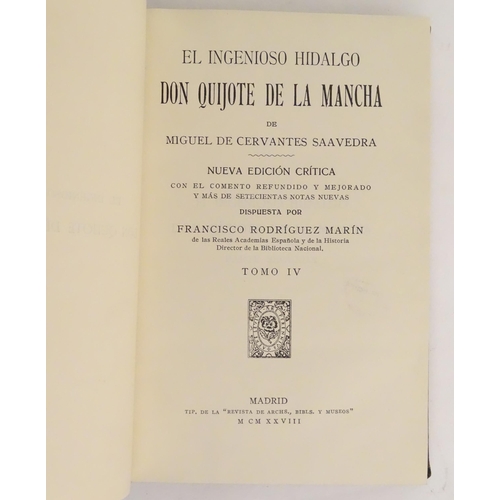 EL INGENIOSO HIDALGO
DON QUIJOTE DE LA MANCHA
DE
MIGUEL DE CERVANTES SAAVEDRA
NUEVA EDICIÓN CRÍTICA
CON EL COMENTO REFUNDIDO Y MEJORADO
Y MÁS DE SETECIENTAS NOTAS NUEVAS
DISPUESTA POR
FRANCISCO RODRÍGUEZ MARÍN
de las Reales Academias Española y de la Historia
Director de la Biblioteca Nacional.
TOMO IV
MADRID
TIP. DE LA "REVISTA DE ARCHS., BIBL. Y MUSEOS"
M CM XXVIII